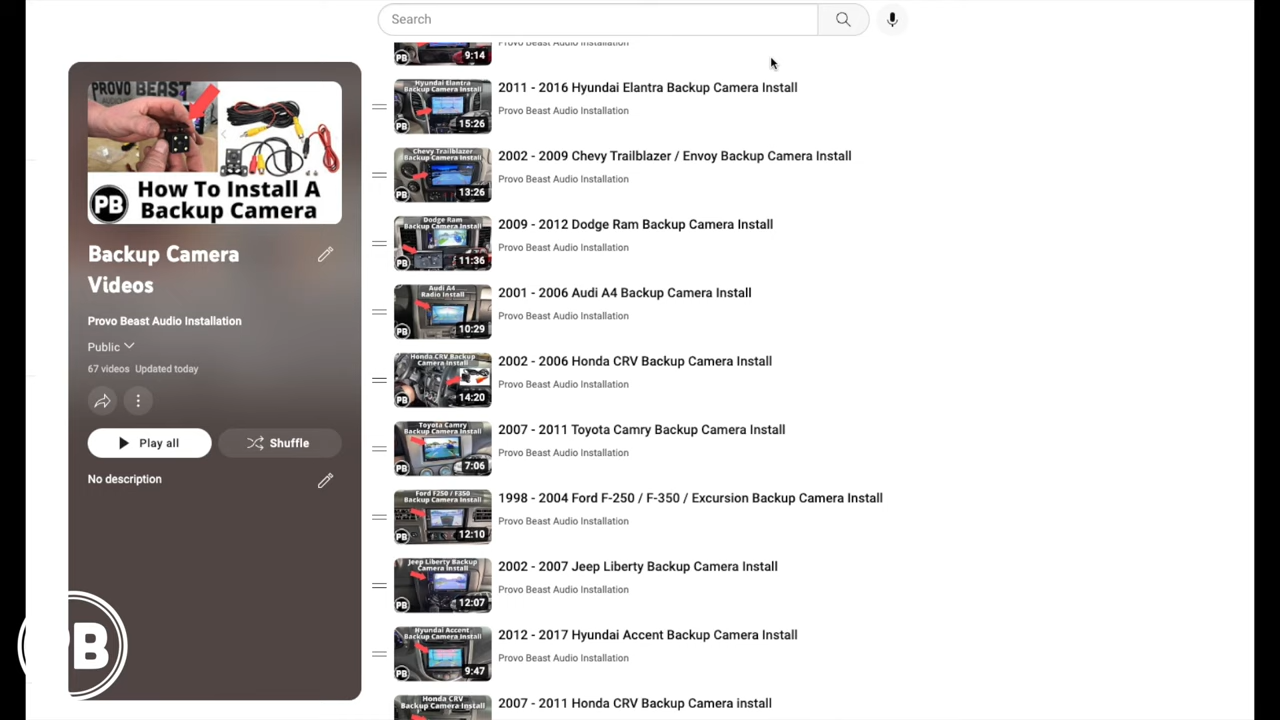 Search
PROVO BEAST
How To Install A
Backup Camera
PB
Backup Camera
Videos
Provo Beast Audio Installation
Public
67 videos Updated today
Play all
Shuffle
No description
PB
Provo Beast Audio Installation
PB
9:14
Hyundai Elantra
Backup Camera Install
PB
15:26
2011 - 2016 Hyundai Elantra Backup Camera Install
Provo Beast Audio Installation
Chevy Trailblazer
Backup Camera Install
PB
13:26
2002 - 2009 Chevy Trailblazer / Envoy Backup Camera Install
Provo Beast Audio Installation
Dodge Ram
Backup Camera Install
PB
11:36
2009 - 2012 Dodge Ram Backup Camera Install
Provo Beast Audio Installation
Audi A4
Radio Install
PB
10:29
2001 - 2006 Audi A4 Backup Camera Install
Provo Beast Audio Installation
Honda CRV Backup
Camera Install
PB
14:20
2002 - 2006 Honda CRV Backup Camera Install
Provo Beast Audio Installation
Toyota Camry
Backup Camera Install
PB
7:06
2007 - 2011 Toyota Camry Backup Camera Install
Provo Beast Audio Installation
Ford F250 / F350
Backup Camera Install
PB
12:10
1998 - 2004 Ford F-250 / F-350 / Excursion Backup Camera Install
Provo Beast Audio Installation
Jeep Liberty Backup
Camera Install
PB
12:07
2002 - 2007 Jeep Liberty Backup Camera Install
Provo Beast Audio Installation
Hyundai Accent
Backup Camera Install
PB
9:47
2012 - 2017 Hyundai Accent Backup Camera Install
Provo Beast Audio Installation
Honda CRV
Backup Camera Install
2007 - 2011 Honda CRV Backup Camera install